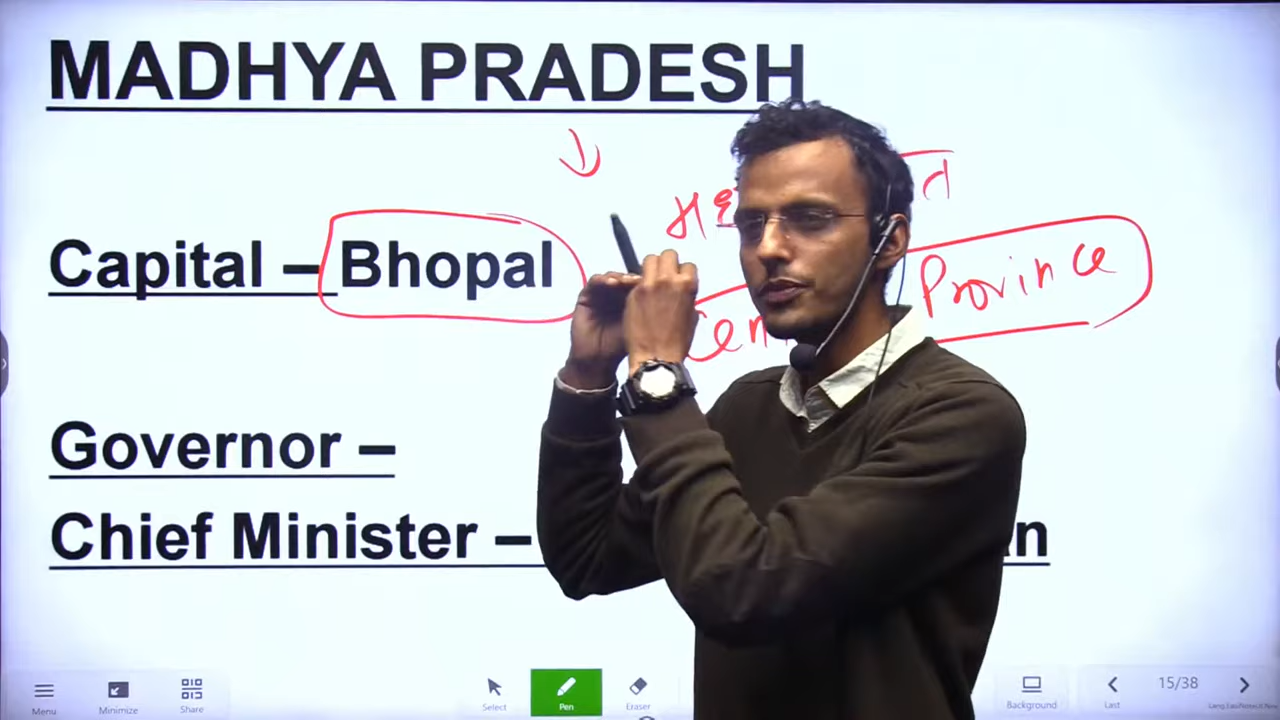 MADHYA PRADESH
Capital – Bhopal
Province
Governor –
Chief Minister –
Menu
Minimize
Share
Select
Pen
Eraser
Background
Last
15/38